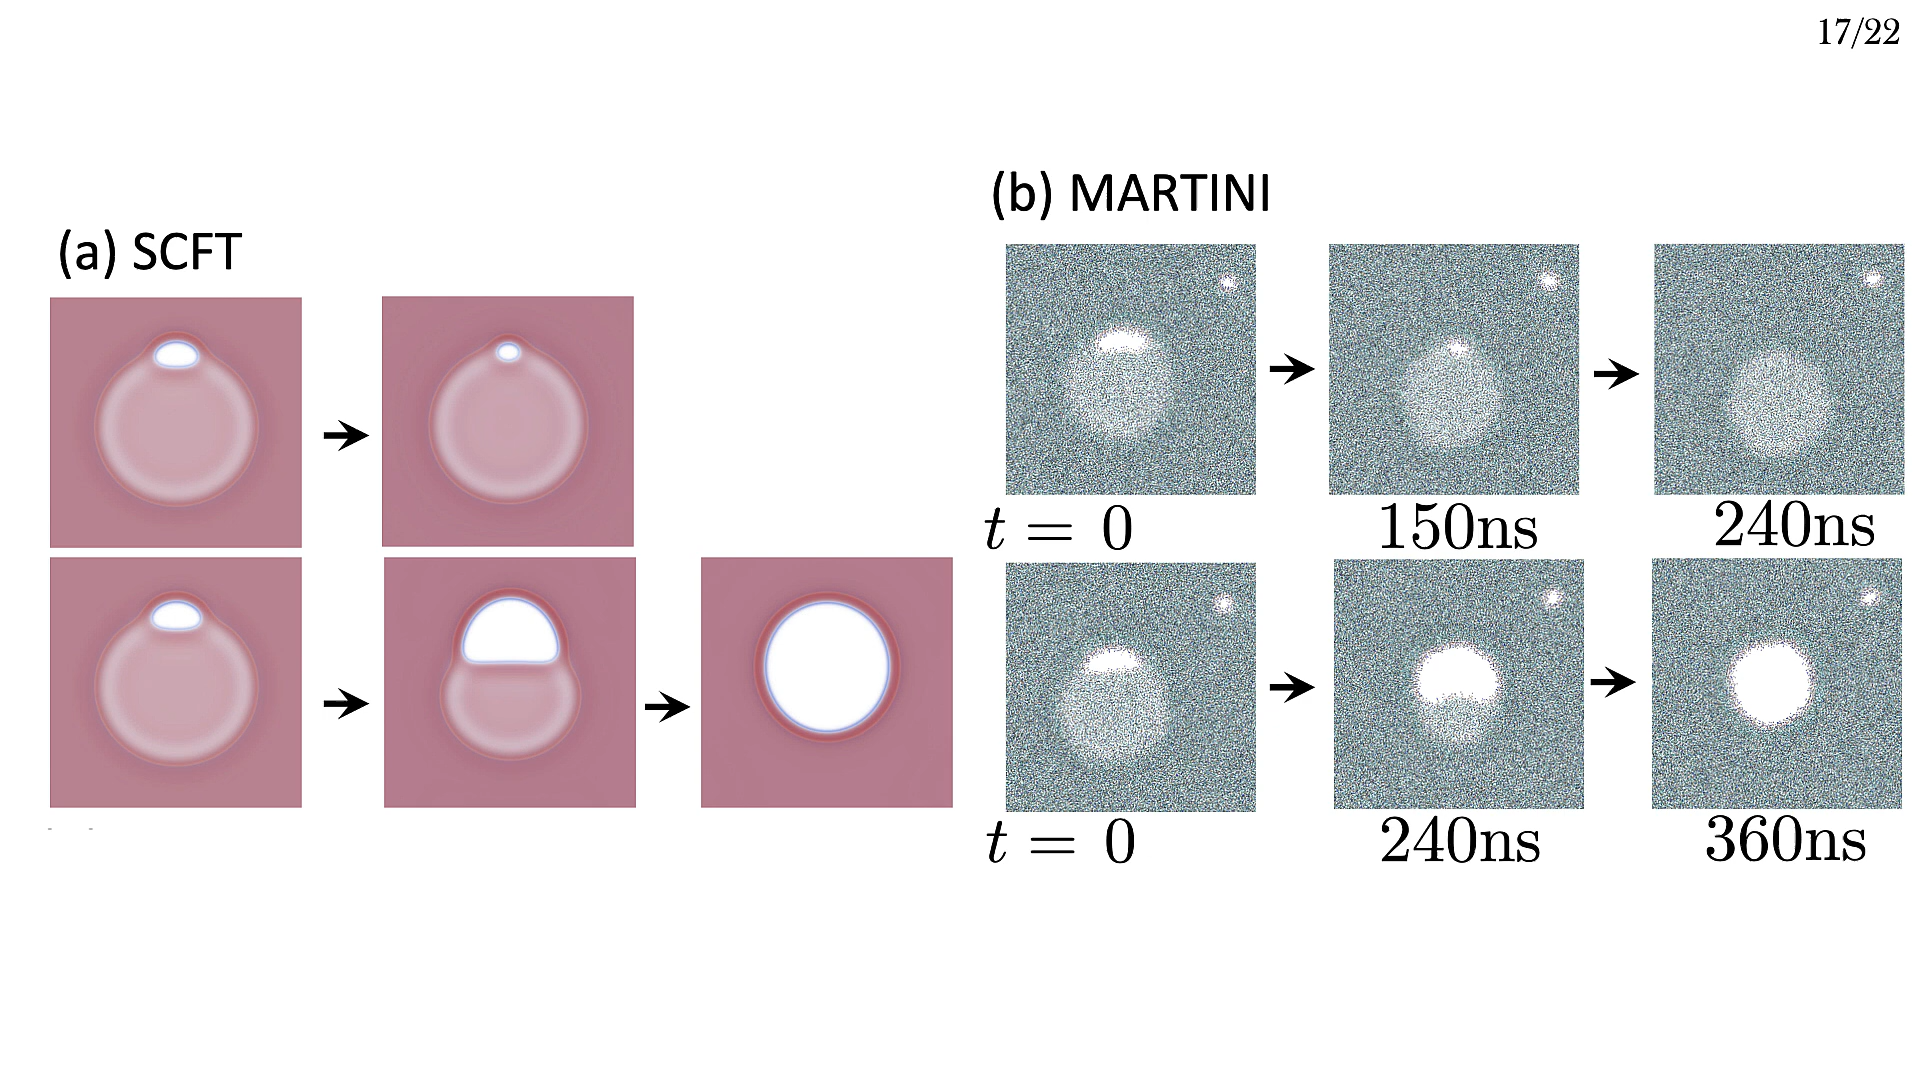 17/22
(a) SCFT
(b) MARTINI
t = 0
150ns
240ns
t = 0
240ns
360ns